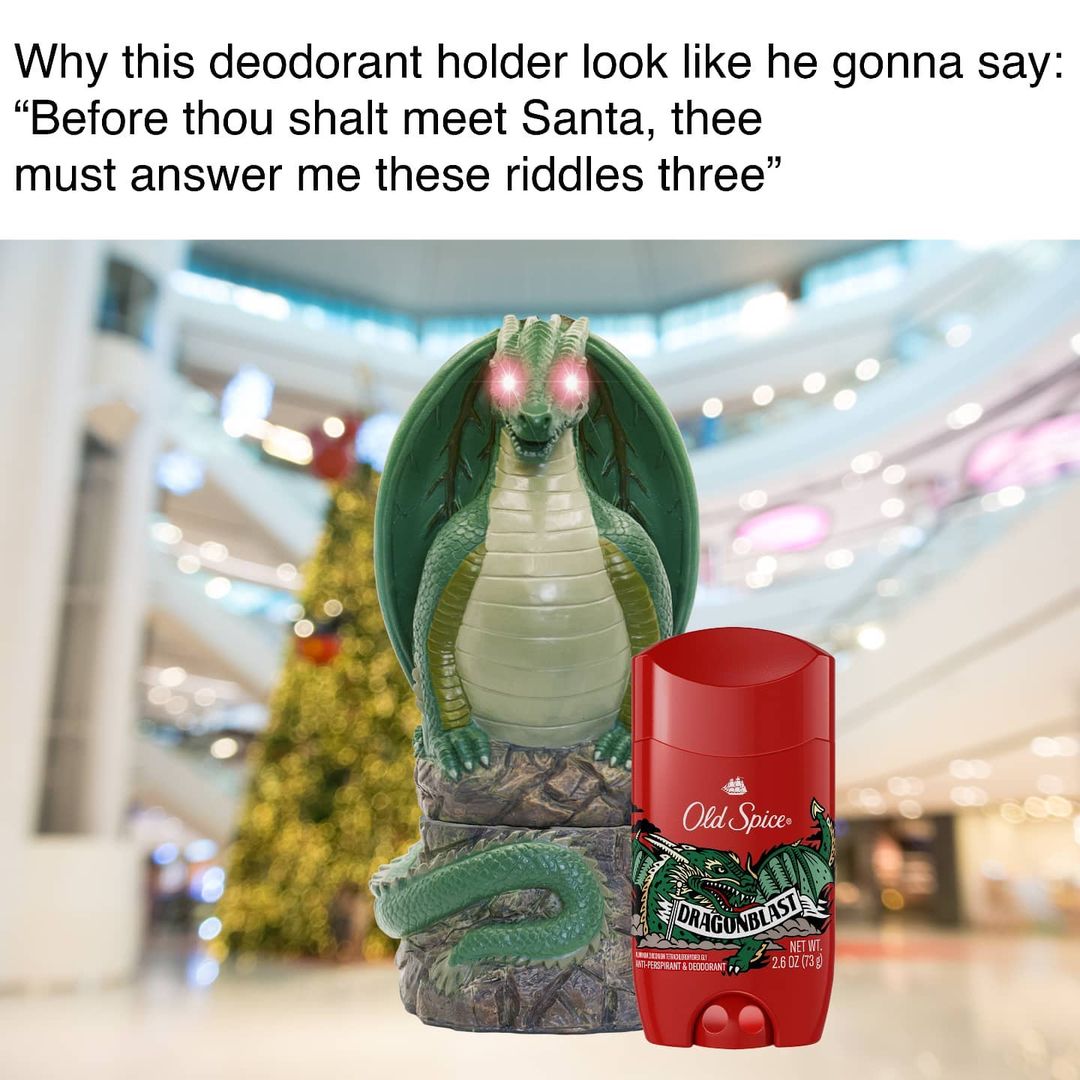 Why this deodorant holder look like he gonna say:
“Before thou shalt meet Santa, thee
must answer me these riddles three”
Old Spice
DRAGONBLAST
NET WT.
ANTI-PERSPIRANT & DEODORANT
2.6 OZ (73 g)